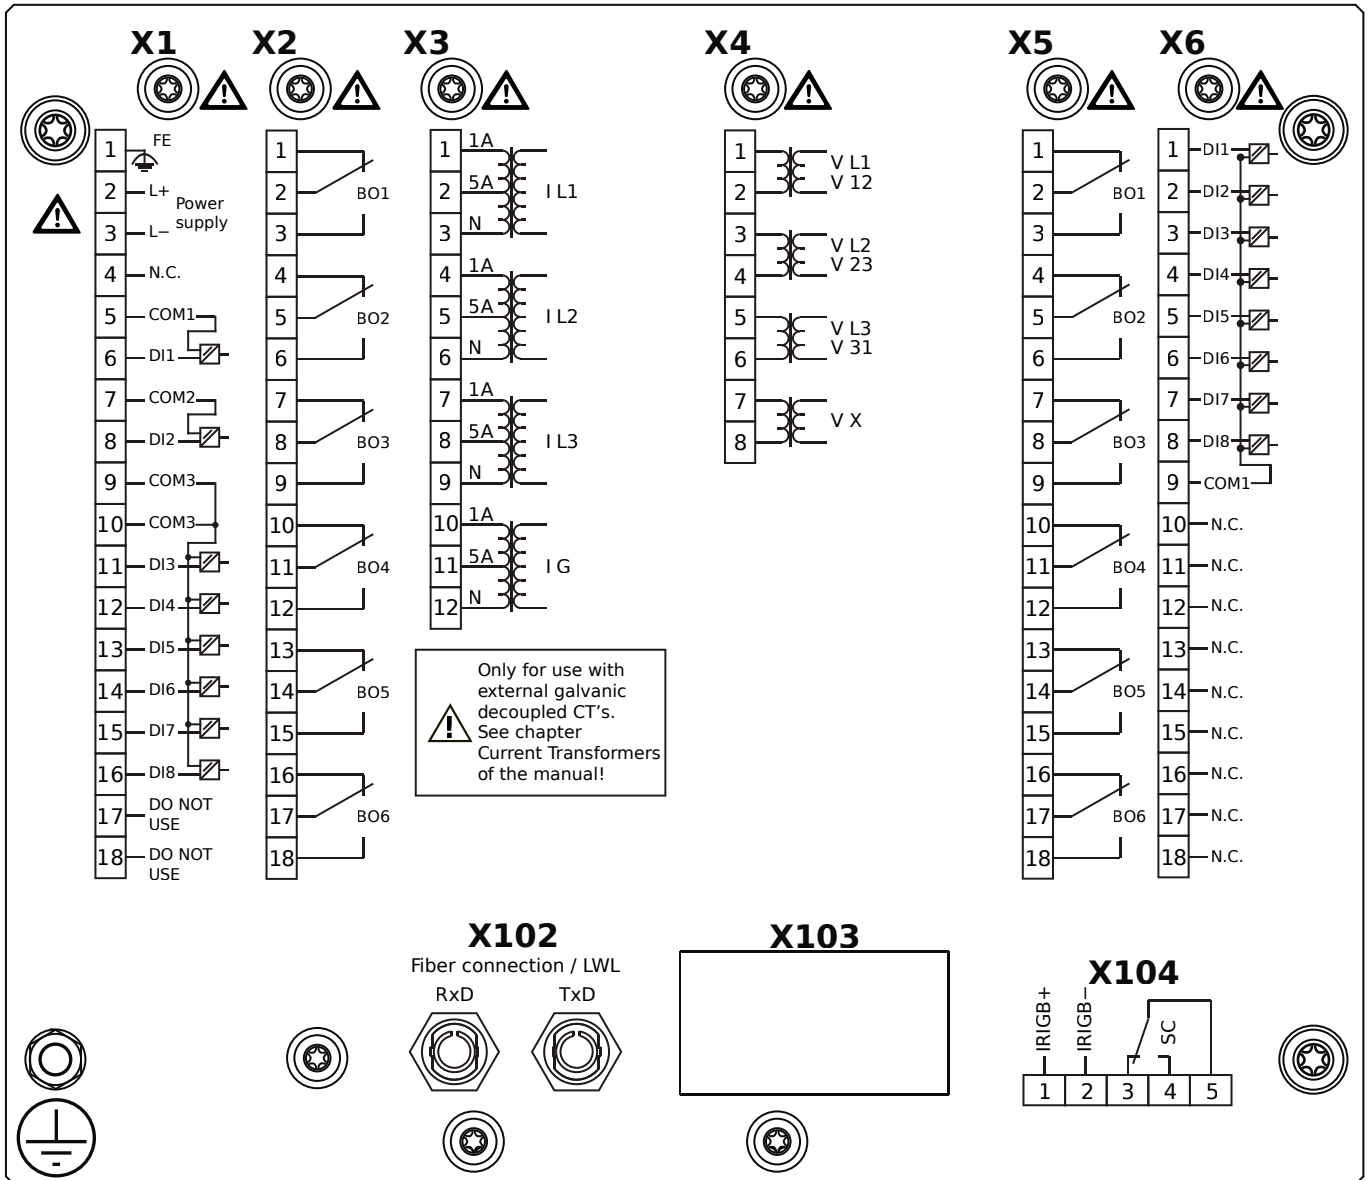 X1
X2
X3
X4
X5
X6
1 FE
2 L+
Power
supply
3 L−
4 N.C.
5 COM1
6 DI1
7 COM2
8 DI2
9 COM3
10 COM3
11 DI3
12 DI4
13 DI5
14 DI6
15 DI7
16 DI8
17 DO NOT
USE
18 DO NOT
USE
1
2 BO1
3
4
5 BO2
6
7
8 BO3
9
10
11 BO4
12
13
14 BO5
15
16
17 BO6
18
1 1A
2 5A I L1
3 N
4 1A
5 5A I L2
6 N
7 1A
8 5A I L3
9 N
10 1A
11 5A I G
12 N
Only for use with
external galvanic
decoupled CT's.
See chapter
Current Transformers
of the manual!
1 V L1
2 V 12
3 V L2
4 V 23
5 V L3
6 V 31
7 V X
8
1
2 BO1
3
4
5 BO2
6
7
8 BO3
9
10
11 BO4
12
13
14 BO5
15
16
17 BO6
18
1 DI1
2 DI2
3 DI3
4 DI4
5 DI5
6 DI6
7 DI7
8 DI8
9 COM1
10 N.C.
11 N.C.
12 N.C.
13 N.C.
14 N.C.
15 N.C.
16 N.C.
17 N.C.
18 N.C.
X102
Fiber connection / LWL
RxD TxD
X103
X104
IRIGB+
IRIGB−
SC
1 2 3 4 5